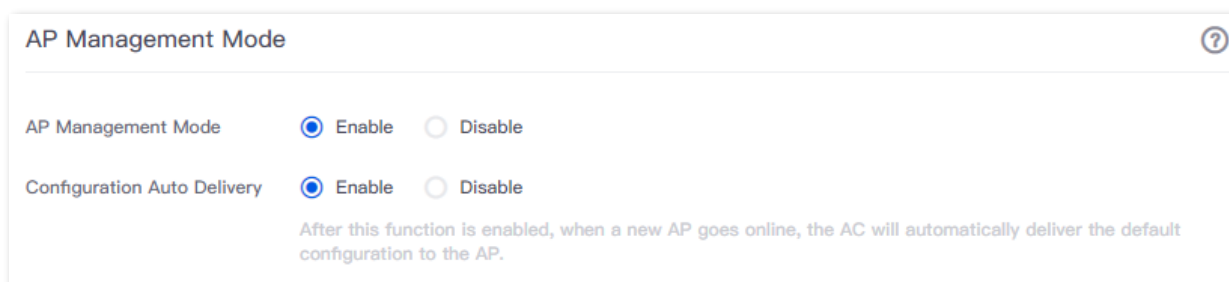 AP Management Mode
AP Management Mode Enable Disable
Configuration Auto Delivery Enable Disable
After this function is enabled, when a new AP goes online, the AC will automatically deliver the default
configuration to the AP.